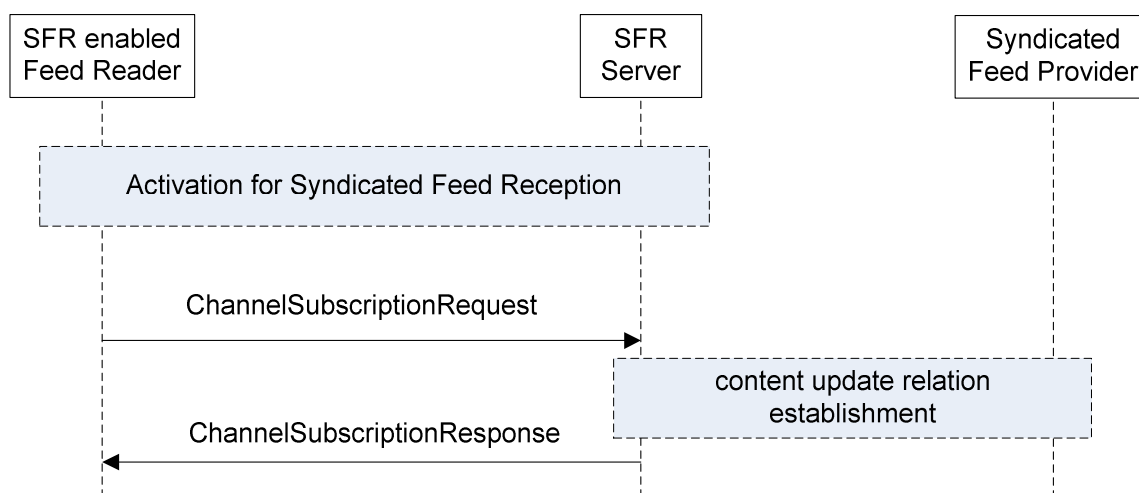 SFR enabled
Feed Reader
SFR
Server
Syndicated
Feed Provider
Activation for Syndicated Feed Reception
ChannelSubscriptionRequest
content update relation
establishment
ChannelSubscriptionResponse